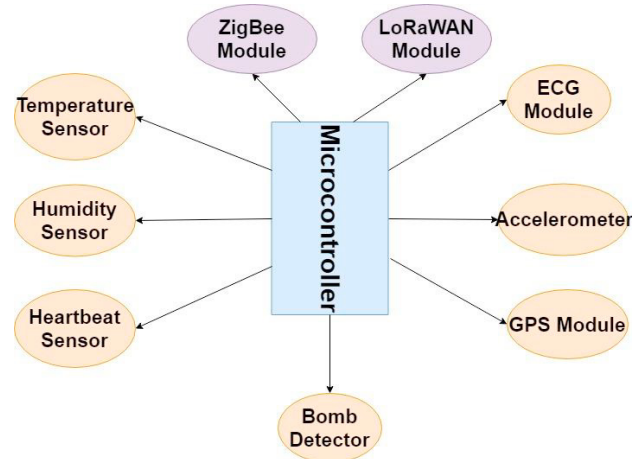 ZigBee
Module
LoRaWAN
Module
Temperature
Sensor
ECG
Module
Microcontroller
Humidity
Sensor
Accelerometer
Heartbeat
Sensor
GPS Module
Bomb
Detector